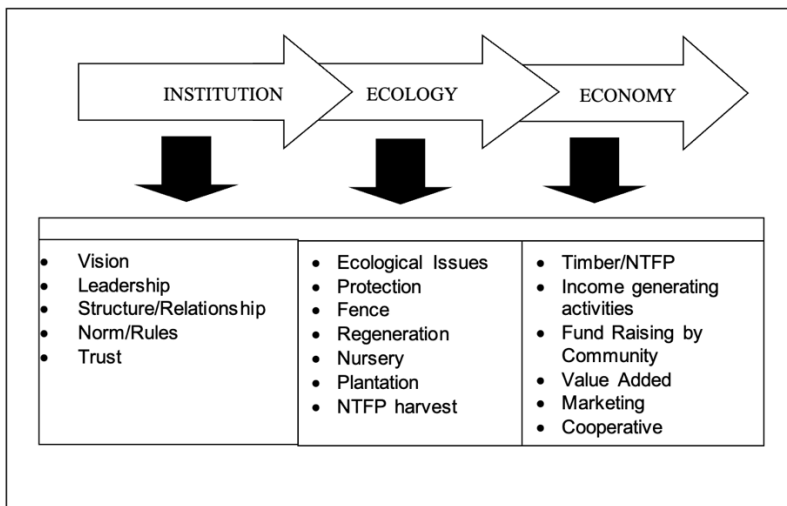 INSTITUTION
ECOLOGY
ECONOMY
• Vision
• Leadership
• Structure/Relationship
• Norm/Rules
• Trust
• Ecological Issues
• Protection
• Fence
• Regeneration
• Nursery
• Plantation
• NTFP harvest
• Timber/NTFP
• Income generating
activities
• Fund Raising by
Community
• Value Added
• Marketing
• Cooperative